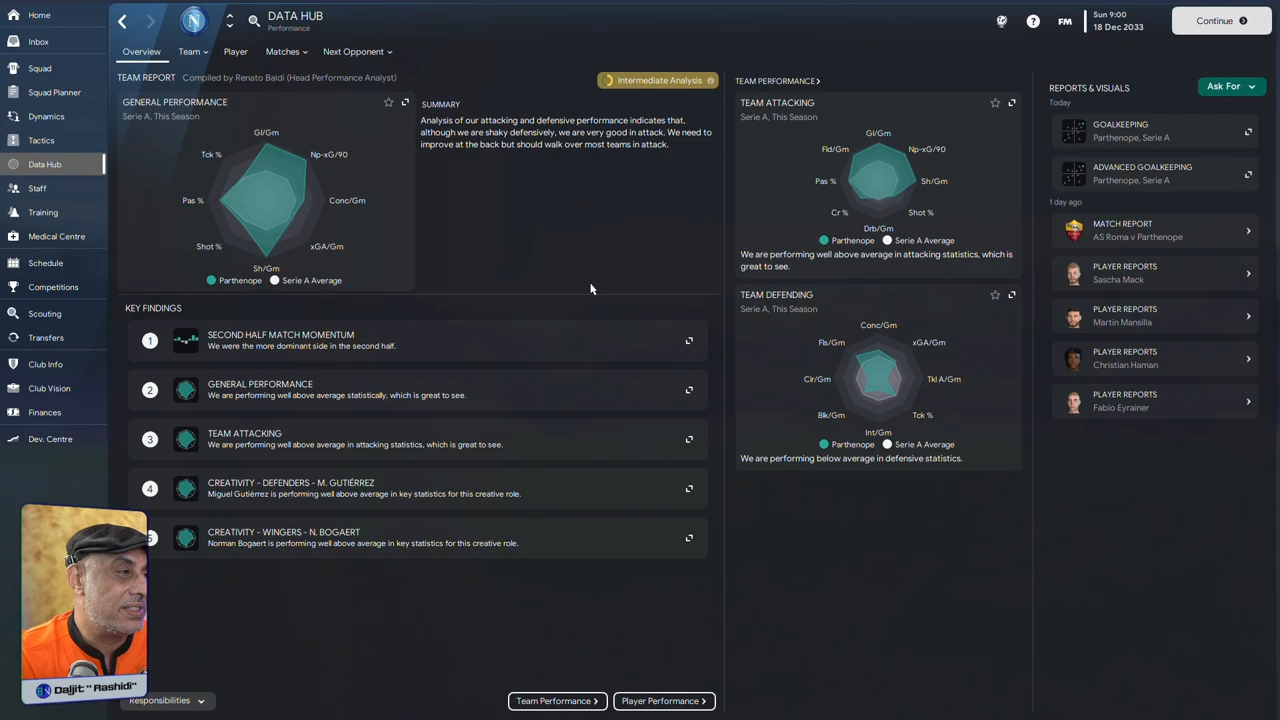 Home
Inbox
Squad
Squad Planner
Dynamics
Tactics
Data Hub
Staff
Training
Medical Centre
Schedule
Competitions
Scouting
Transfers
Club Info
Club Vision
Finances
Dev. Centre
N
DATA HUB
Performance
FM
Sun 9:00
18 Dec 2033
Continue
Overview
Team
Player
Matches
Next Opponent
TEAM REPORT
Compiled by Renato Baldi (Head Performance Analyst)
Intermediate Analysis
GENERAL PERFORMANCE
Serie A, This Season
Gl/Gm
Tck %
Np-xG/90
Pas %
Conc/Gm
Shot %
xGA/Gm
Sh/Gm
Parthenope
Serie A Average
SUMMARY
Analysis of our attacking and defensive performance indicates that,
although we are shaky defensively, we are very good in attack. We need to
improve at the back but should walk over most teams in attack.
KEY FINDINGS
1
SECOND HALF MATCH MOMENTUM
We were the more dominant side in the second half.
2
GENERAL PERFORMANCE
We are performing well above average statistically, which is great to see.
3
TEAM ATTACKING
We are performing well above average in attacking statistics, which is great to see.
4
CREATIVITY - DEFENDERS - M. GUTIÉRREZ
Miguel Gutiérrez is performing well above average in key statistics for this creative role.
5
CREATIVITY - WINGERS - N. BOGAERT
Norman Bogaert is performing well above average in key statistics for this creative role.
TEAM PERFORMANCE
TEAM ATTACKING
Serie A, This Season
Gl/Gm
Fld/Gm
Np-xG/90
Pas %
Sh/Gm
Cr %
Shot %
Drb/Gm
Parthenope
Serie A Average
We are performing well above average in attacking statistics, which is
great to see.
TEAM DEFENDING
Serie A, This Season
Conc/Gm
Fls/Gm
xGA/Gm
Clr/Gm
Tkl A/Gm
Blk/Gm
Tck %
Int/Gm
Parthenope
Serie A Average
We are performing below average in defensive statistics.
REPORTS & VISUALS
Ask For
Today
GOALKEEPING
Parthenope, Serie A
ADVANCED GOALKEEPING
Parthenope, Serie A
1 day ago
MATCH REPORT
AS Roma v Parthenope
PLAYER REPORTS
Sascha Mack
PLAYER REPORTS
Martin Mansilla
PLAYER REPORTS
Christian Haman
PLAYER REPORTS
Fabio Eyrainer
BN Daljit "Rashidi"
Responsibilities
Team Performance
Player Performance